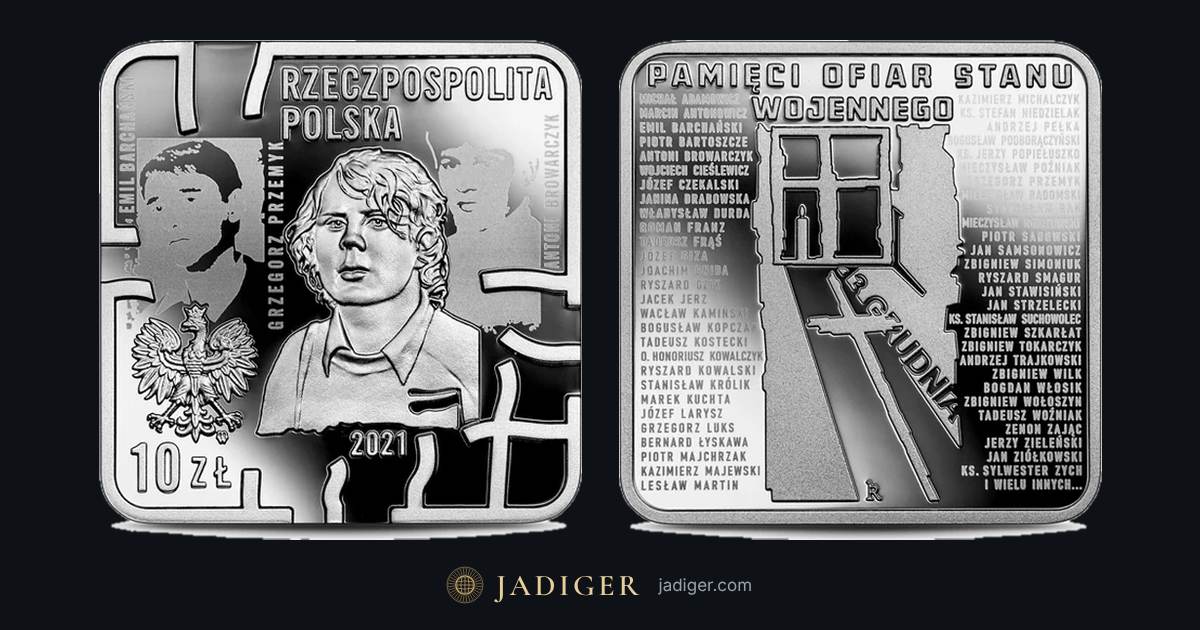 RZECZPOSPOLITA
POLSKA
EMIL BARCHAŃSKI
GRZEGORZ PRZEMYK
ANTONI BROWARCZYK
10 ZŁ
2021
PAMIĘCI OFIAR STANU
WOJENNEGO
MICHAŁ ADAMOWICZ
MARCIN ANTONOWICZ
EMIL BARCHAŃSKI
PIOTR BARTOSZCZE
ANTONI BROWARCZYK
WOJCIECH CIEŚLEWICZ
JÓZEF CZEKALSKI
JANINA DRABOWSKA
WŁADYSŁAW DURDA
ROMAN FRANZ
TADEUSZ FRĄŚ
JÓZEF GIZA
JOACHIM GNIDA
RYSZARD
JACEK JERZ
WACŁAW KAMIŃSKI
BOGUSŁAW KOPCZAK
TADEUSZ KOSTECKI
O. HONORIUSZ KOWALCZYK
RYSZARD KOWALSKI
STANISŁAW KRÓLIK
MAREK KUCHTA
JÓZEF LARYSZ
GRZEGORZ LUKS
BERNARD ŁYSKAWA
PIOTR MAJCHRZAK
KAZIMIERZ MAJEWSKI
LESŁAW MARTIN
13 GRUDNIA
KAZIMIERZ MICHALCZYK
KS. STEFAN NIEDZIELAK
ANDRZEJ PEŁKA
BOGUSŁAW PODBORĄCZYŃSKI
KS. JERZY POPIEŁUSZKO
MIECZYSŁAW POŹNIAK
GRZEGORZ PRZEMYK
RADOMSKI
MIECZYSŁAW
PIOTR SADOWSKI
JAN SAMSONOWICZ
ZBIGNIEW SIMONIUK
RYSZARD SMAGUR
JAN STAWISIŃSKI
JAN STRZELECKI
KS. STANISŁAW SUCHOWOLEC
ZBIGNIEW SZKARŁAT
ZBIGNIEW TOKARCZYK
ANDRZEJ TRAJKOWSKI
ZBIGNIEW WILK
BOGDAN WŁOSIK
ZBIGNIEW WOŁOSZYN
TADEUSZ WOŹNIAK
ZENON ZAJĄC
JERZY ZIELEŃSKI
JAN ZIÓŁKOWSKI
KS. SYLWESTER ZYCH
I WIELU INNYCH...
JADIGER jadiger.com